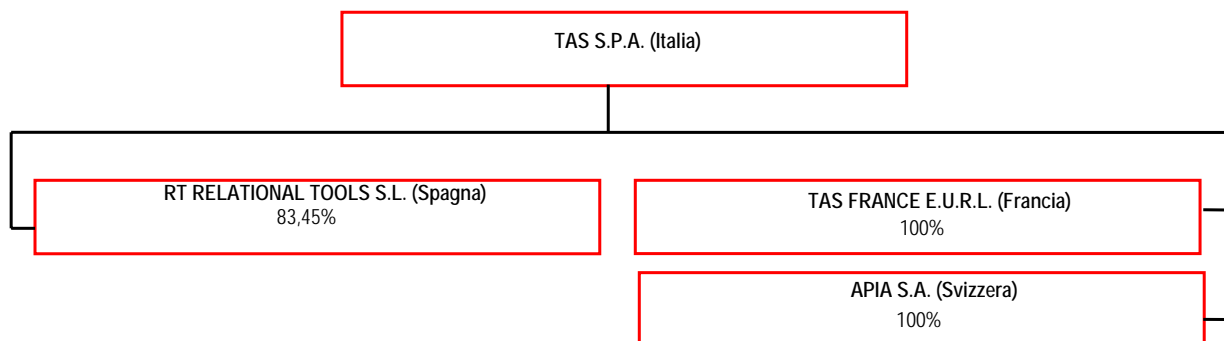 TAS S.P.A. (Italia)
RT RELATIONAL TOOLS S.L. (Spagna)
83,45%
TAS FRANCE E.U.R.L. (Francia)
100%
APIA S.A. (Svizzera)
100%